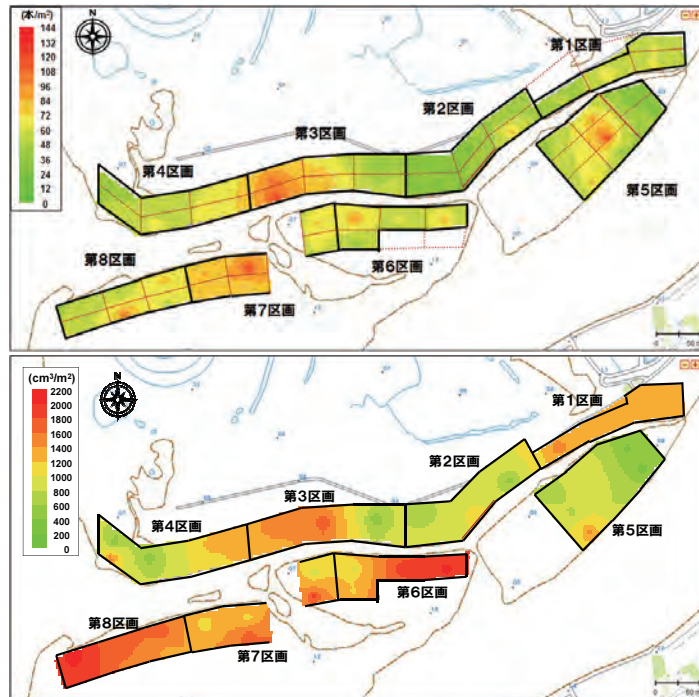 (本/m²)
144
132
120
108
96
84
72
60
48
36
24
12
0
N
第1区画
第2区画
第3区画
第4区画
第5区画
第6区画
第8区画
第7区画
0
(cm³/m²)
2200
2000
1800
1600
1400
1200
1000
800
600
400
200
0
N
第1区画
第2区画
第3区画
第4区画
第5区画
第6区画
第8区画
第7区画
0